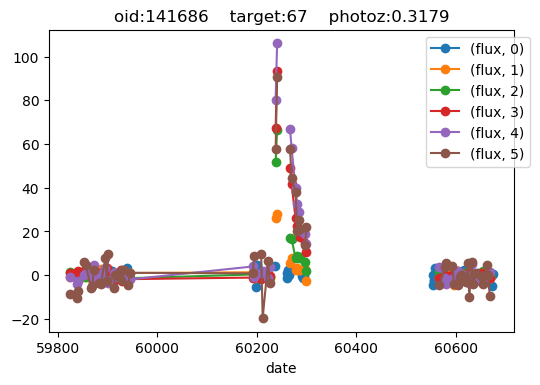 oid:141686    target:67    photoz:0.3179
100
80
60
40
20
0
−20
59800
60000
60200
60400
60600
date
(flux, 0)
(flux, 1)
(flux, 2)
(flux, 3)
(flux, 4)
(flux, 5)